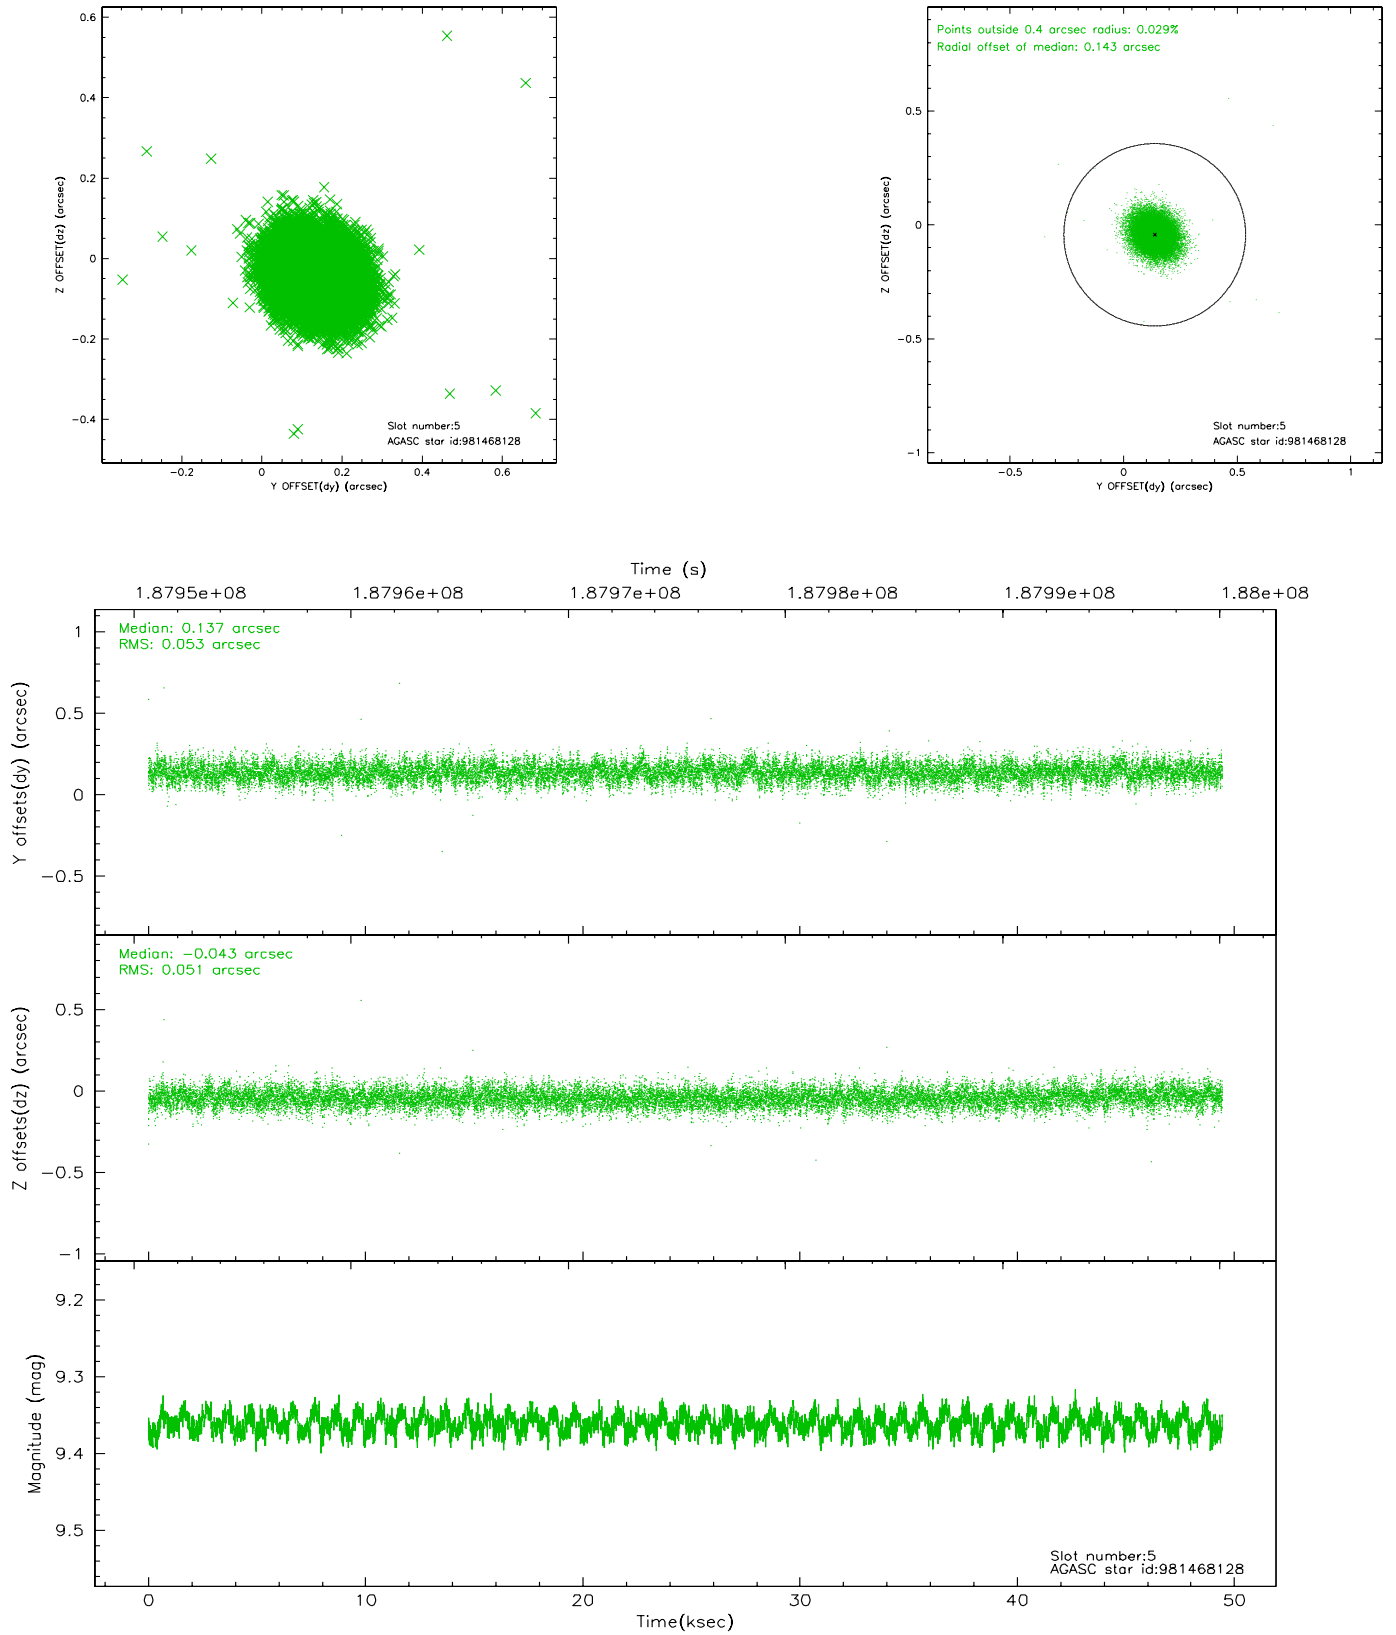 0.6
0.4
0.2
0
−0.2
−0.4
Z OFFSET(dz) (arcsec)
Slot number:5
AGASC star id:981468128
−0.2
0
0.2
0.4
0.6
Y OFFSET(dy) (arcsec)
Points outside 0.4 arcsec radius: 0.029%
Radial offset of median: 0.143 arcsec
0.5
0
−0.5
−1
Z OFFSET(dz) (arcsec)
Slot number:5
AGASC star id:981468128
−0.5
0
0.5
1
Y OFFSET(dy) (arcsec)
Time (s)
1.8795e+08
1.8796e+08
1.8797e+08
1.8798e+08
1.8799e+08
1.88e+08
Median: 0.137 arcsec
RMS: 0.053 arcsec
1
0.5
0
−0.5
Y offsets(dy) (arcsec)
Median: −0.043 arcsec
RMS: 0.051 arcsec
0.5
0
−0.5
−1
Z offsets(dz) (arcsec)
9.2
9.3
9.4
9.5
Magnitude (mag)
Slot number:5
AGASC star id:981468128
0
10
20
30
40
50
Time(ksec)